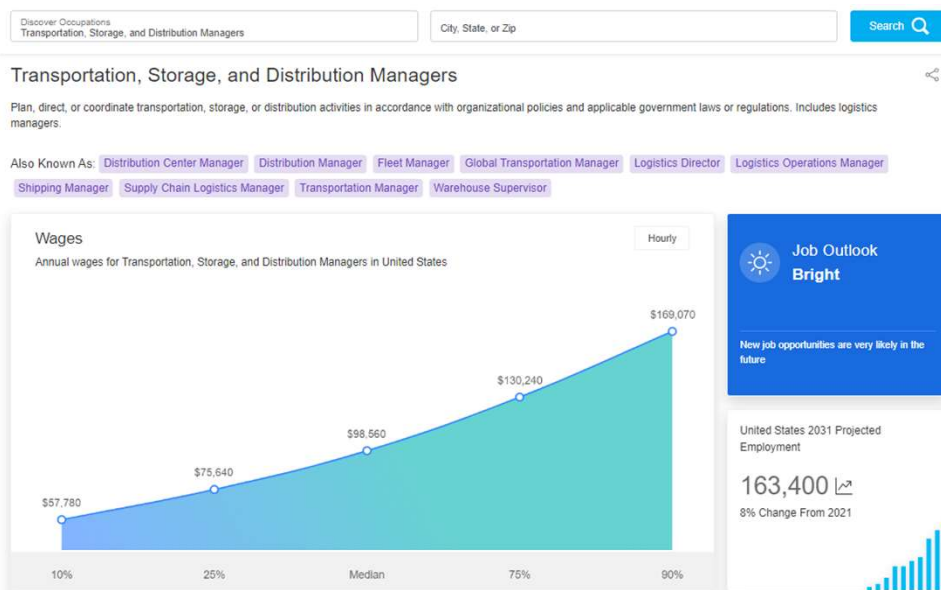 Discover Occupations
Transportation, Storage, and Distribution Managers
City, State, or Zip
Search
Transportation, Storage, and Distribution Managers
Plan, direct, or coordinate transportation, storage, or distribution activities in accordance with organizational policies and applicable government laws or regulations. Includes logistics
managers.
Also Known As: Distribution Center Manager Distribution Manager Fleet Manager Global Transportation Manager Logistics Director Logistics Operations Manager
Shipping Manager Supply Chain Logistics Manager Transportation Manager Warehouse Supervisor
Wages
Hourly
Annual wages for Transportation, Storage, and Distribution Managers in United States
$169,070
$130,240
$98,560
$75,640
$57,780
10% 25% Median 75% 90%
Job Outlook
Bright
New job opportunities are very likely in the
future
United States 2031 Projected
Employment
163,400
8% Change From 2021